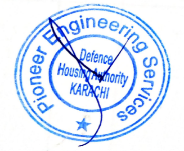 Pioneer Engineering Services
Defence
Housing Authority
KARACHI